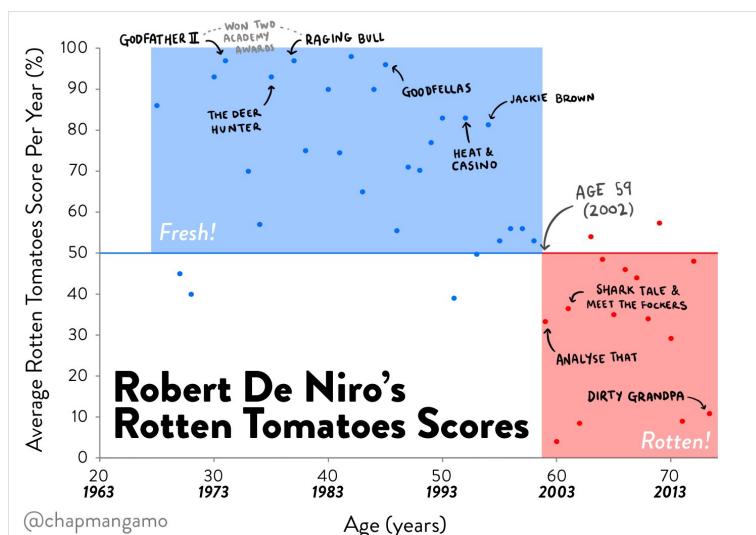 WON TWO
ACADEMY
AWARDS
GODFATHER II
RAGING BULL
GOODFELLAS
THE DEER
HUNTER
JACKIE BROWN
HEAT &
CASINO
AGE 59
(2002)
Fresh!
SHARK TALE &
MEET THE FOCKERS
ANALYSE THAT
DIRTY GRANDPA
Rotten!
Robert De Niro's
Rotten Tomatoes Scores
Average Rotten Tomatoes Score Per Year (%)
100
90
80
70
60
50
40
30
20
10
0
20 30 40 50 60 70
1963 1973 1983 1993 2003 2013
Age (years)
@chapmangamo